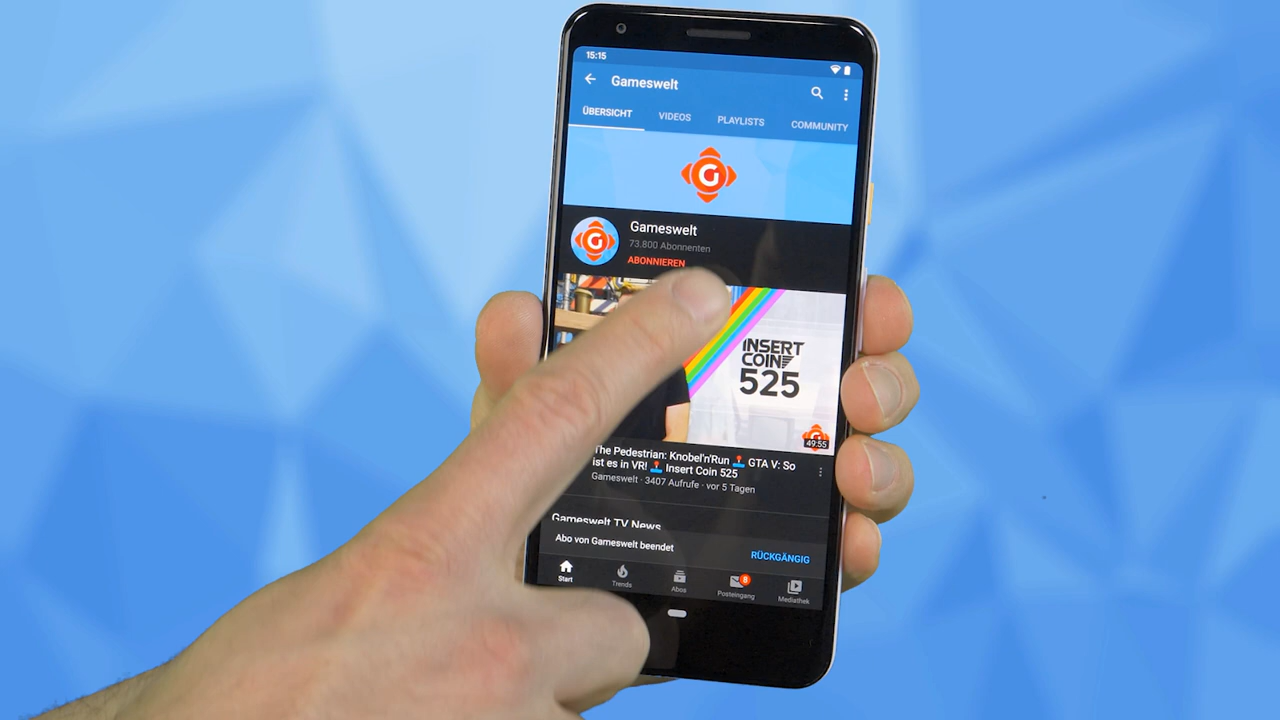 15:15
Gameswelt
ÜBERSICHT VIDEOS PLAYLISTS COMMUNITY
G
Gameswelt
G
73.800 Abonnenten
ABONNIEREN
INSERT
COIN
525
49:55
The Pedestrian: Knobel'n'Run 🕹️ GTA V: So
ist es in VR! 🕹️ Insert Coin 525
Gameswelt · 3407 Aufrufe · vor 5 Tagen
Gameswelt TV News
Abo von Gameswelt beendet RÜCKGÄNGIG
8
Start Trends Abos Posteingang Mediathek